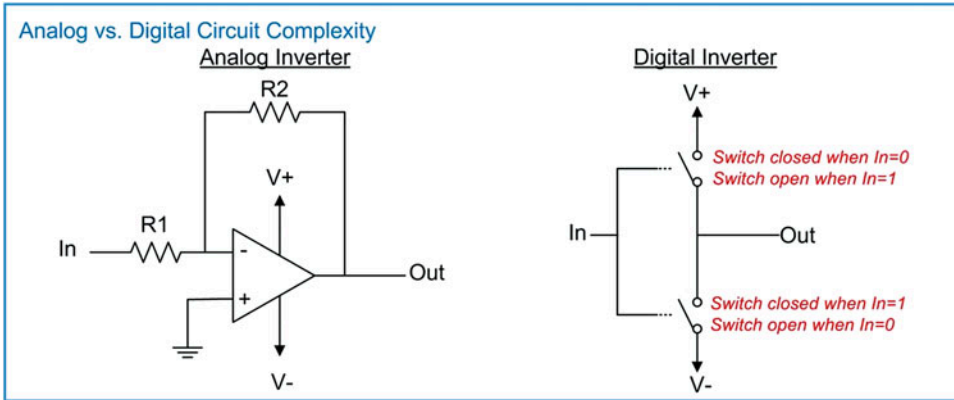 Analog vs. Digital Circuit Complexity
Analog Inverter
R2
V+
R1
In
-
+
Out
V-
Digital Inverter
V+
Switch closed when In=0
Switch open when In=1
In
Out
Switch closed when In=1
Switch open when In=0
V-